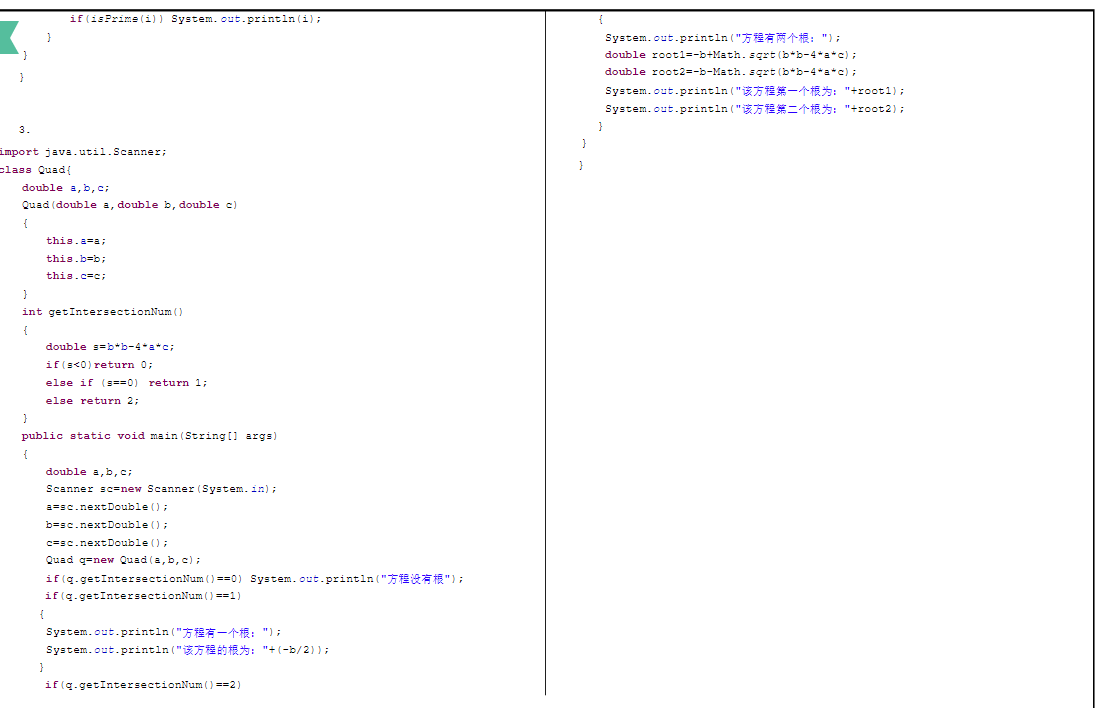 if(isPrime(i)) System.out.println(i);
}
}
}
3.
import java.util.Scanner;
class Quad{
double a,b,c;
Quad(double a,double b,double c)
{
this.a=a;
this.b=b;
this.c=c;
}
int getIntersectionNum()
{
double s=b*b-4*a*c;
if(s<0)return 0;
else if (s==0) return 1;
else return 2;
}
public static void main(String[] args)
{
double a,b,c;
Scanner sc=new Scanner(System.in);
a=sc.nextDouble();
b=sc.nextDouble();
c=sc.nextDouble();
Quad q=new Quad(a,b,c);
if(q.getIntersectionNum()==0) System.out.println("方程没有根");
if(q.getIntersectionNum()==1)
{
System.out.println("方程有一个根：");
System.out.println("该方程的根为："+(-b/2));
}
if(q.getIntersectionNum()==2)
{
System.out.println("方程有两个根：");
double root1=-b+Math.sqrt(b*b-4*a*c);
double root2=-b-Math.sqrt(b*b-4*a*c);
System.out.println("该方程第一个根为："+root1);
System.out.println("该方程第二个根为："+root2);
}
}
}